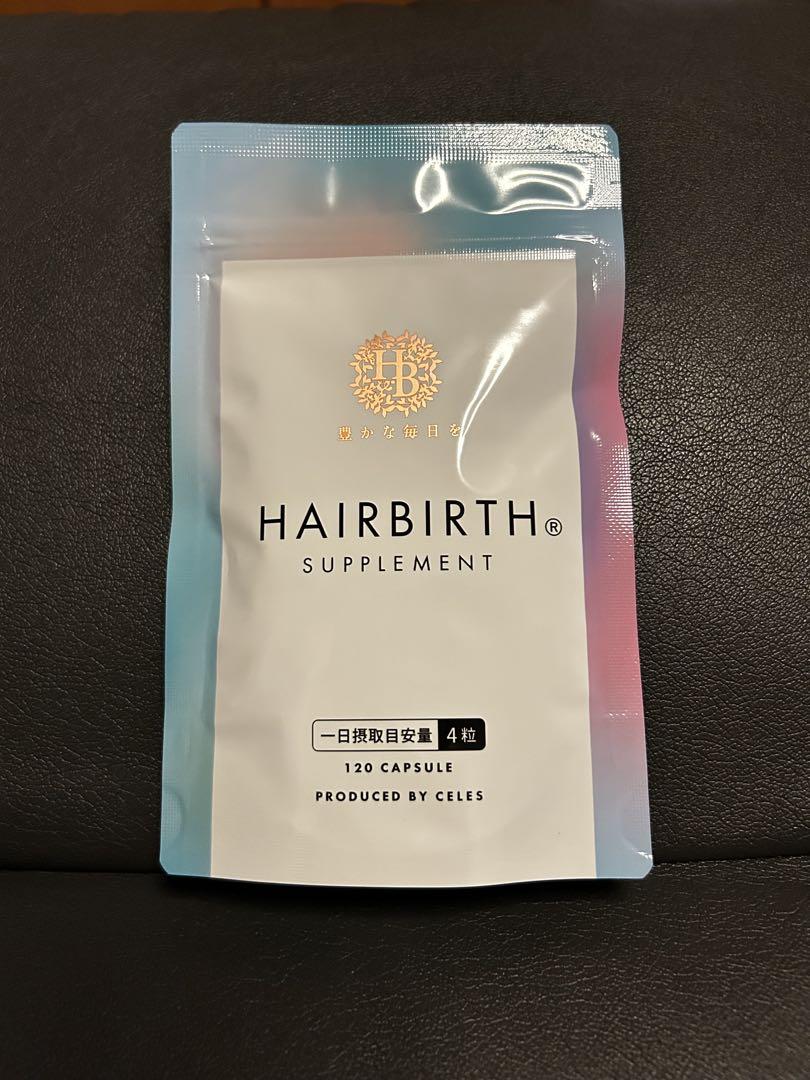 HB
豊かな毎日を
HAIRBIRTH®
SUPPLEMENT
一日摂取目安量 4粒
120 CAPSULE
PRODUCED BY CELES